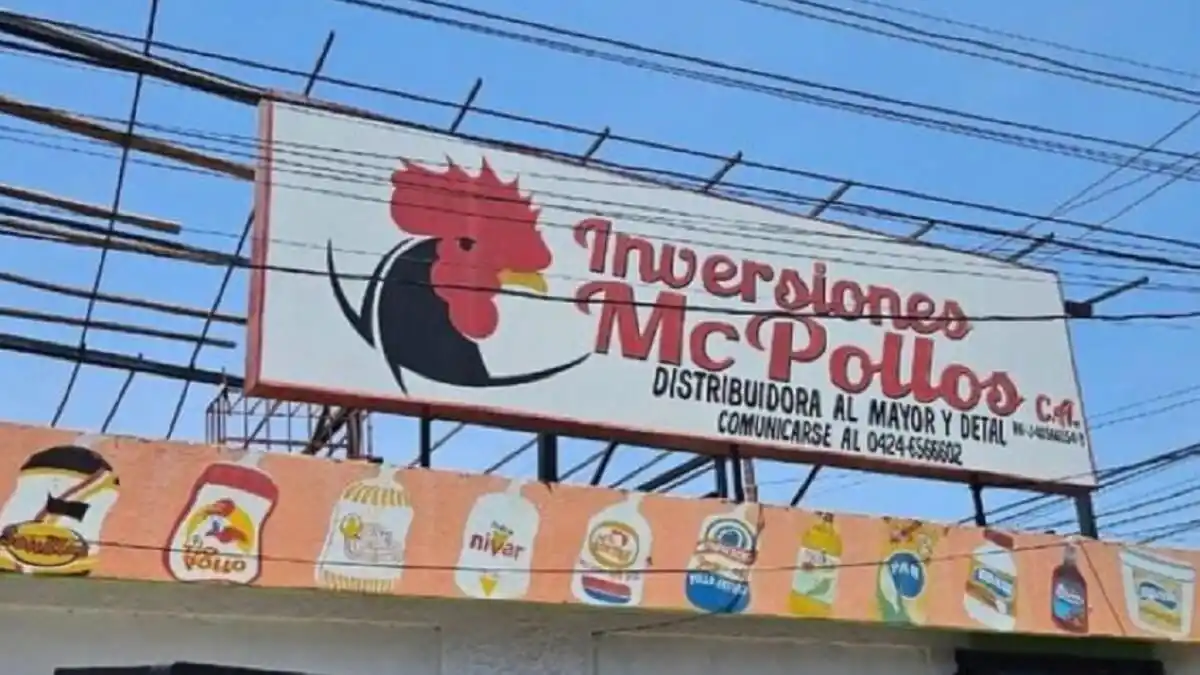 Inversiones
McPollos C.A.
DISTRIBUIDORA AL MAYOR Y DETAL
COMUNICARSE AL 0424-6566602
POLLO
nivar
PAN